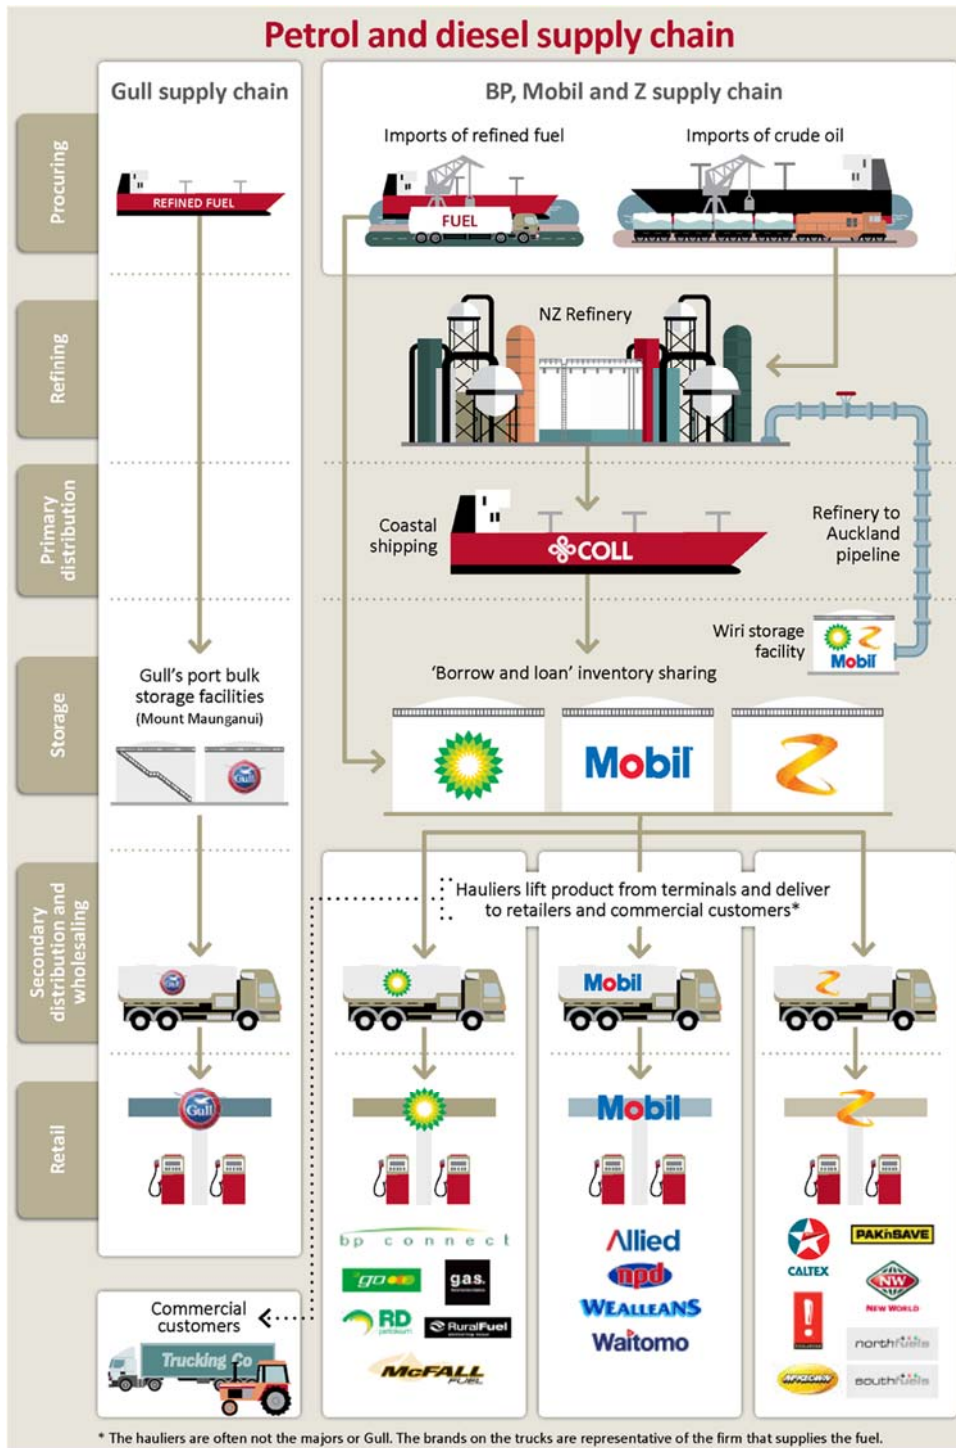 Petrol and diesel supply chain
Gull supply chain
BP, Mobil and Z supply chain
Procuring
Imports of refined fuel
Imports of crude oil
REFINED FUEL
FUEL
Refining
NZ Refinery
Primary
distribution
Coastal
shipping
COLL
Refinery to
Auckland
pipeline
Storage
Wiri storage
facility
Mobil
Gull's port bulk
storage facilities
(Mount Maunganui)
'Borrow and loan' inventory sharing
Gull
Mobil
Secondary
distribution and
wholesaling
Hauliers lift product from terminals and deliver
to retailers and commercial customers*
Mobil
Retail
Gull
Mobil
bp connect
go
g.a.s.
RD
petroleum
RuralFuel
McFALL
FUEL
Allied
npd
WEALLEANS
Waitomo
CALTEX
PAK'nSAVE
NW
NEW WORLD
northfuels
southfuels
Commercial
customers
Trucking Co
* The hauliers are often not the majors or Gull. The brands on the trucks are representative of the firm that supplies the fuel.